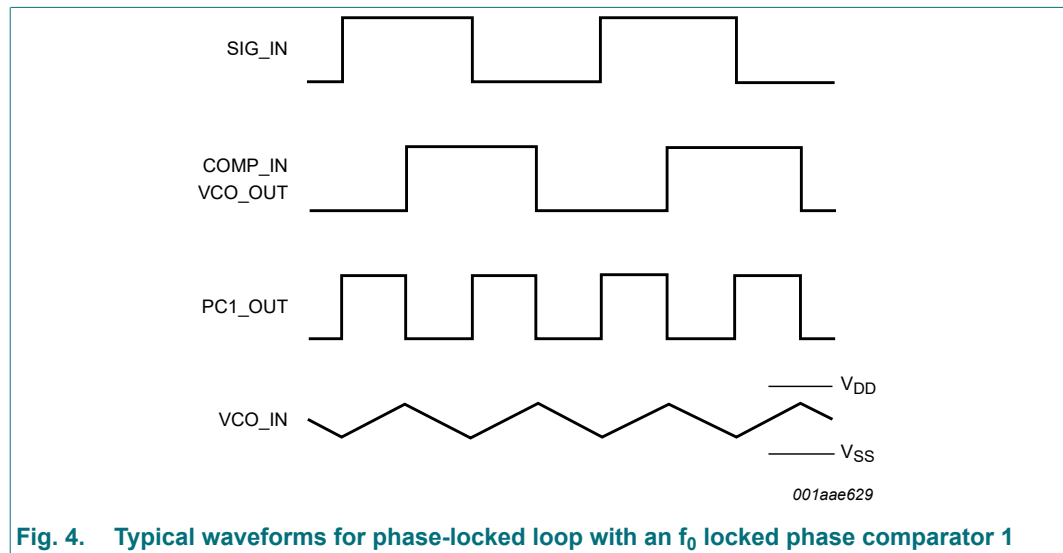 SIG_IN
COMP_IN
VCO_OUT
PC1_OUT
VCO_IN
VDD
VSS
001aae629
Fig. 4. Typical waveforms for phase-locked loop with an f0 locked phase comparator 1